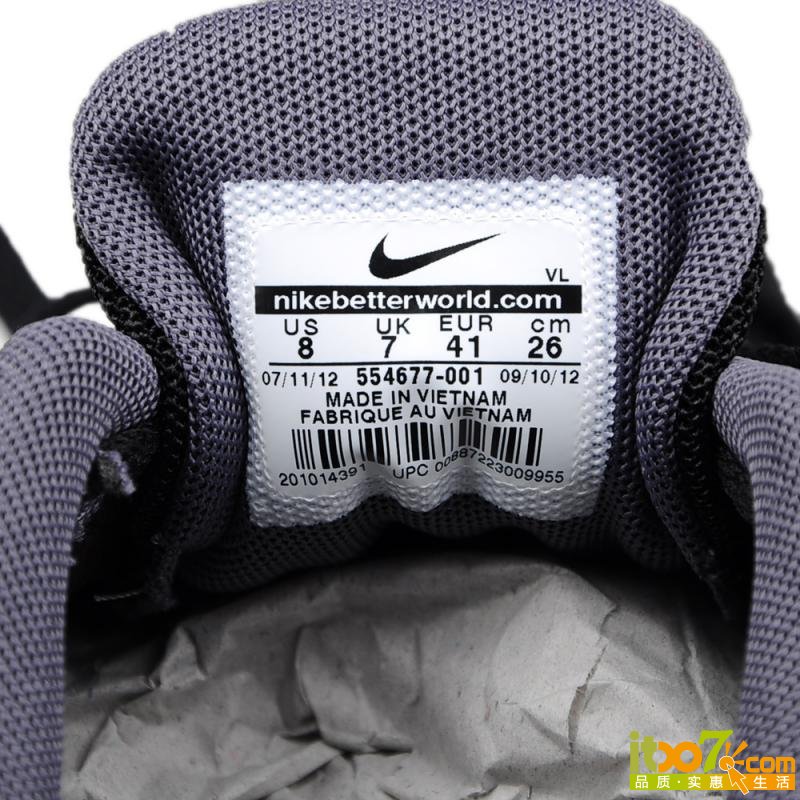 VL
nikebetterworld.com
US UK EUR cm
8 7 41 26
07/11/12 554677-001 09/10/12
MADE IN VIETNAM
FABRIQUE AU VIETNAM
201014391 UPC 00887223009955
itoo7.com
品质·实惠·生活